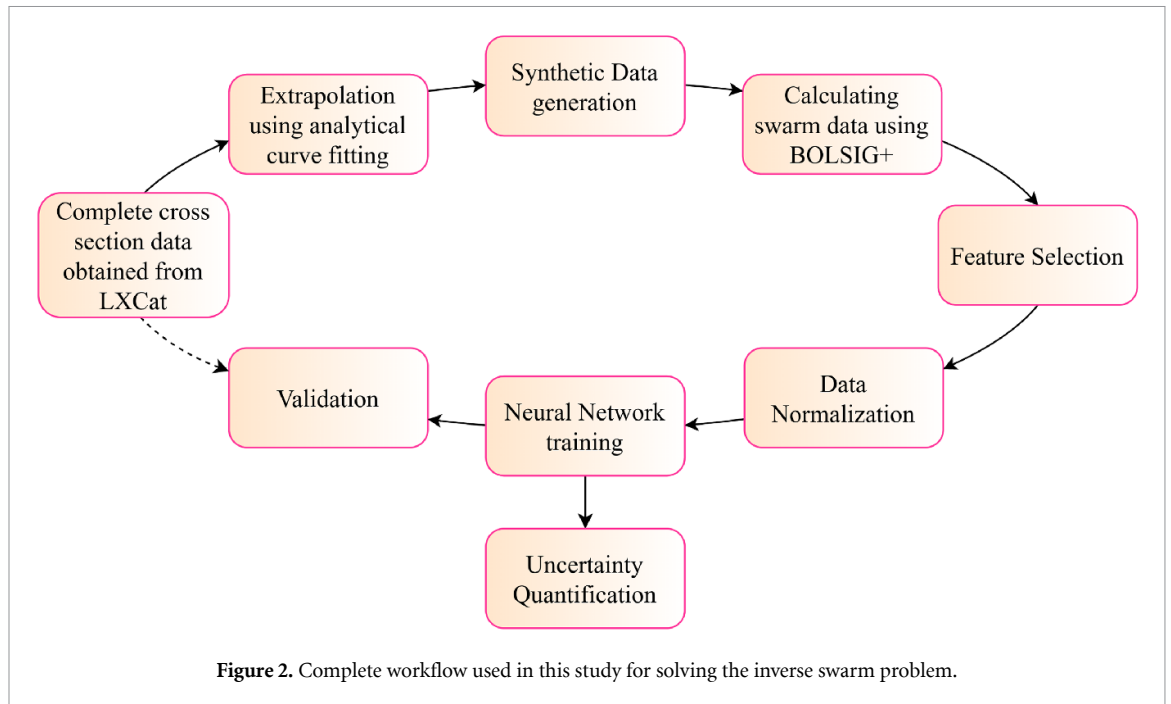 Synthetic Data
generation
Extrapolation
using analytical
curve fitting
Calculating
swarm data using
BOLSIG+
Complete cross
section data
obtained from
LXCat
Feature Selection
Validation
Neural Network
training
Data
Normalization
Uncertainty
Quantification
Figure 2. Complete workflow used in this study for solving the inverse swarm problem.